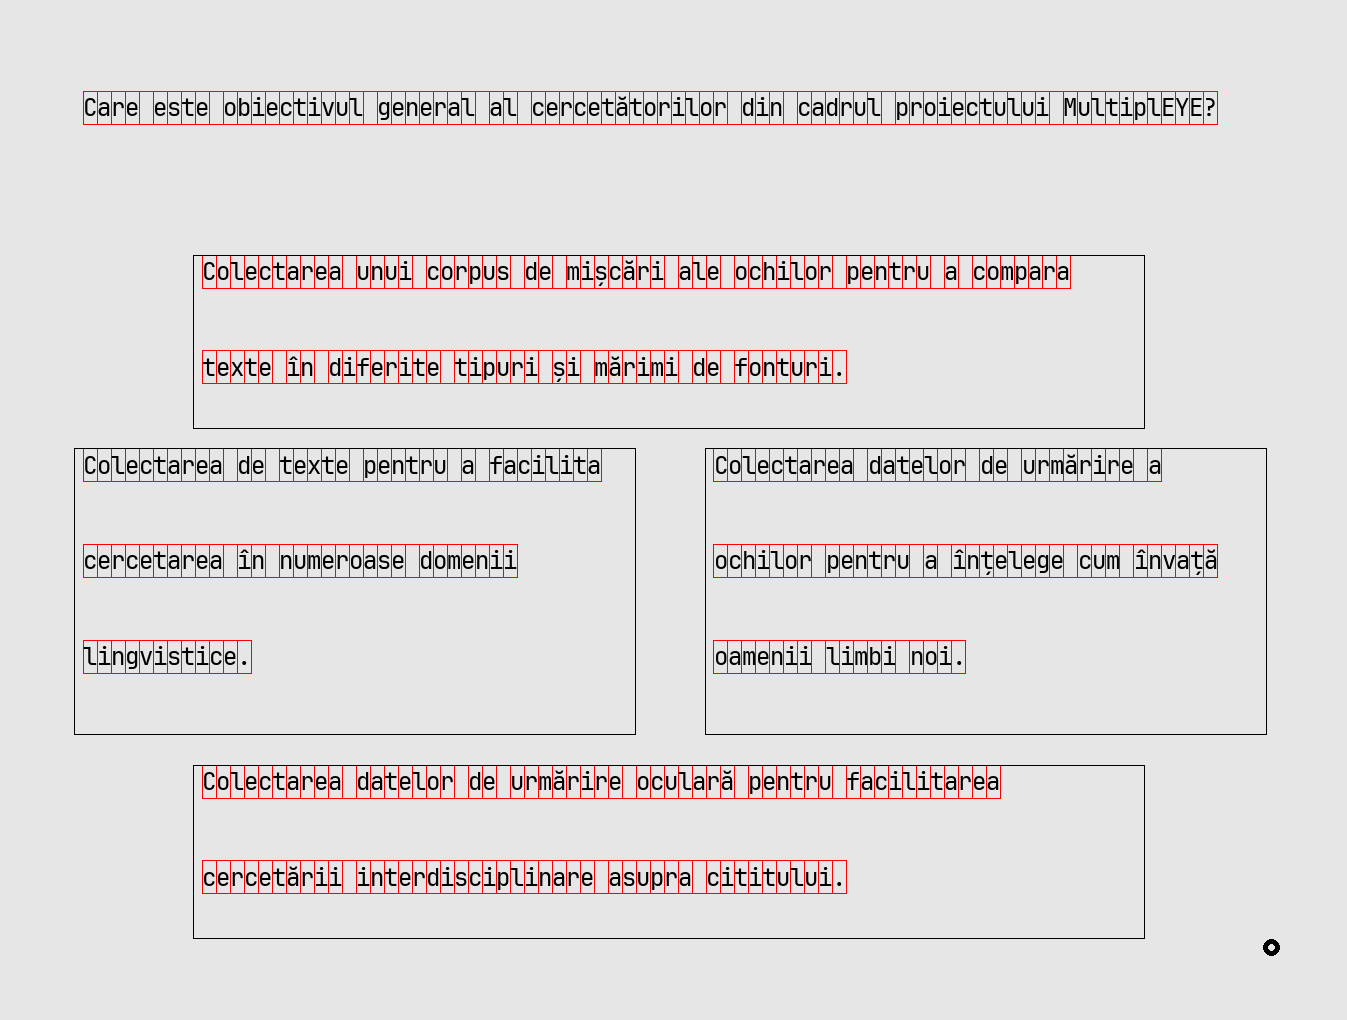 Care este obiectivul general al cercetătorilor din cadrul proiectului MultiplEYE?
Colectarea unui corpus de mișcări ale ochilor pentru a compara
texte în diferite tipuri și mărimi de fonturi.
Colectarea de texte pentru a facilita
cercetarea în numeroase domenii
lingvistice.
Colectarea datelor de urmărire a
ochilor pentru a înțelege cum învață
oamenii limbi noi.
Colectarea datelor de urmărire oculară pentru facilitarea
cercetării interdisciplinare asupra cititului.